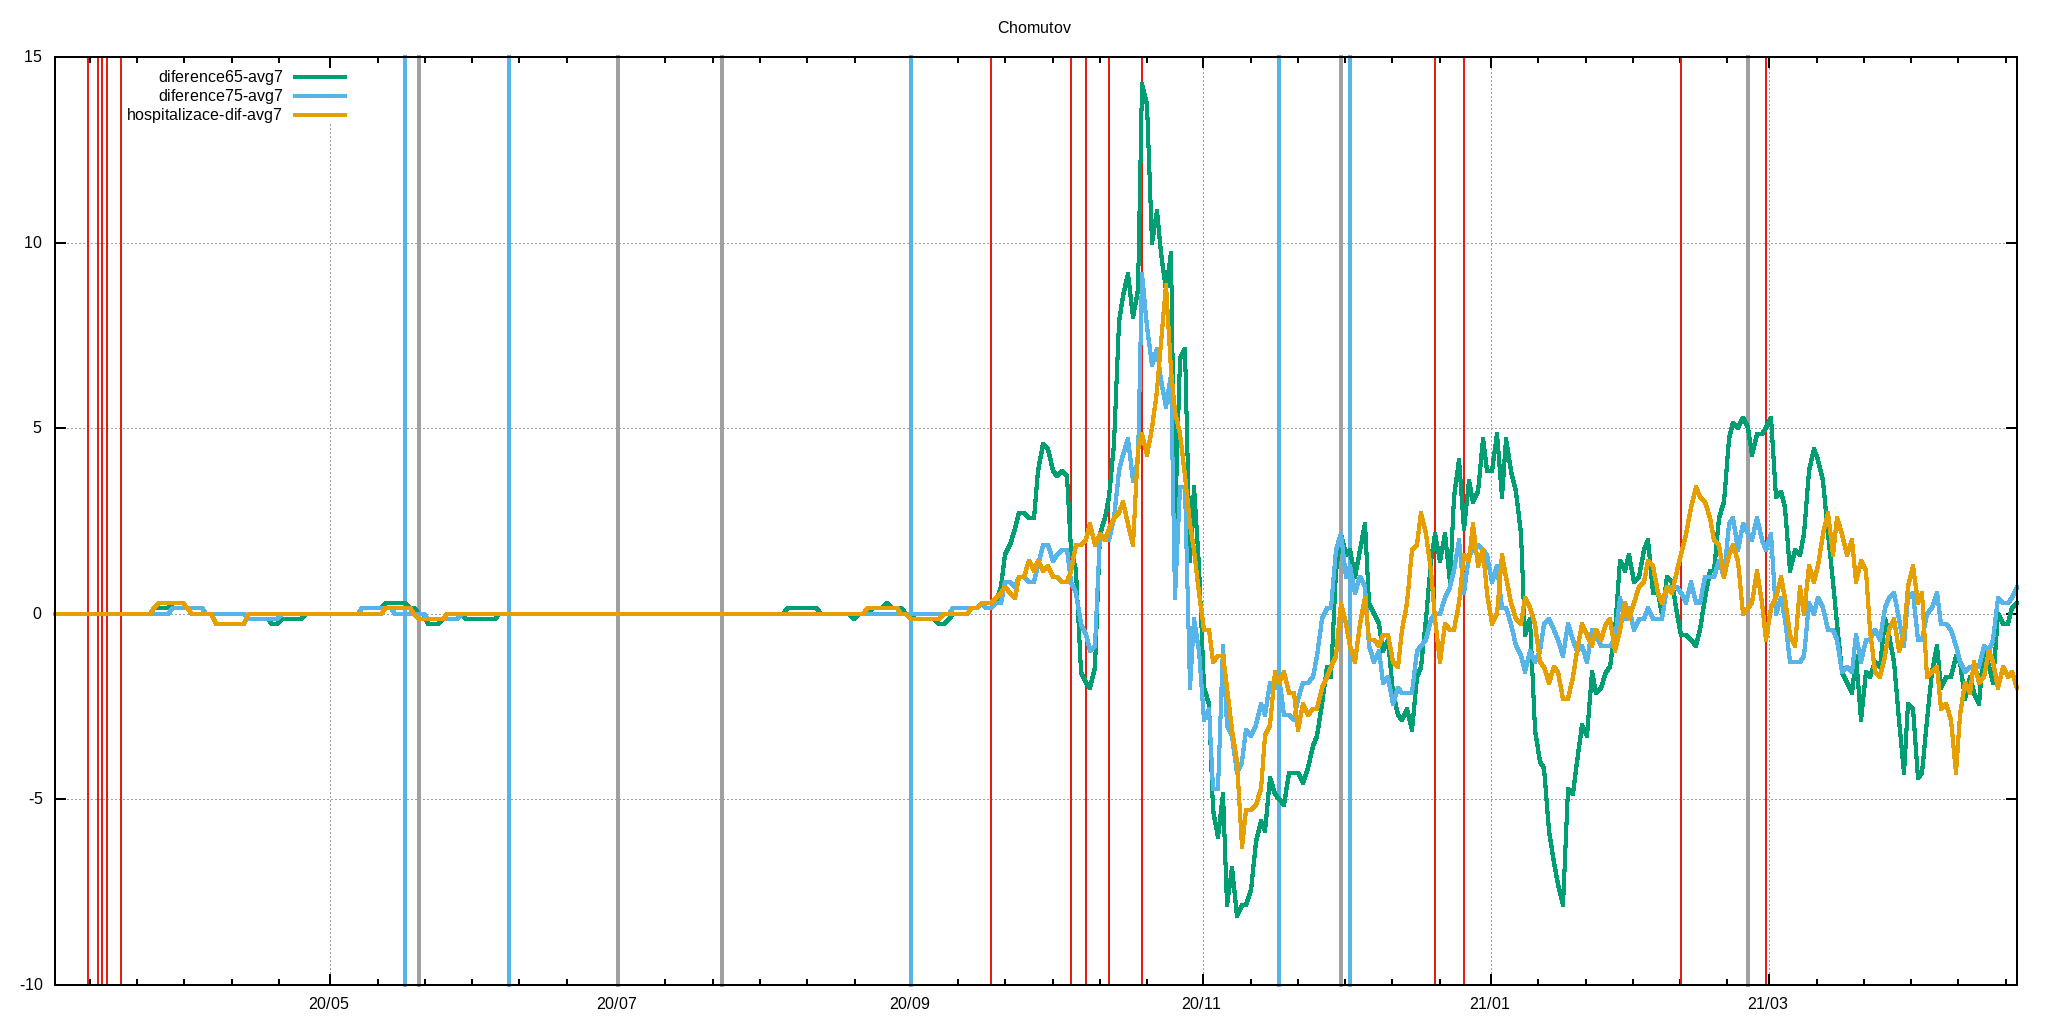 Chomutov
15
diference65-avg7
diference75-avg7
hospitalizace-dif-avg7
10
5
0
-5
-10
20/05 20/07 20/09 20/11 21/01 21/03